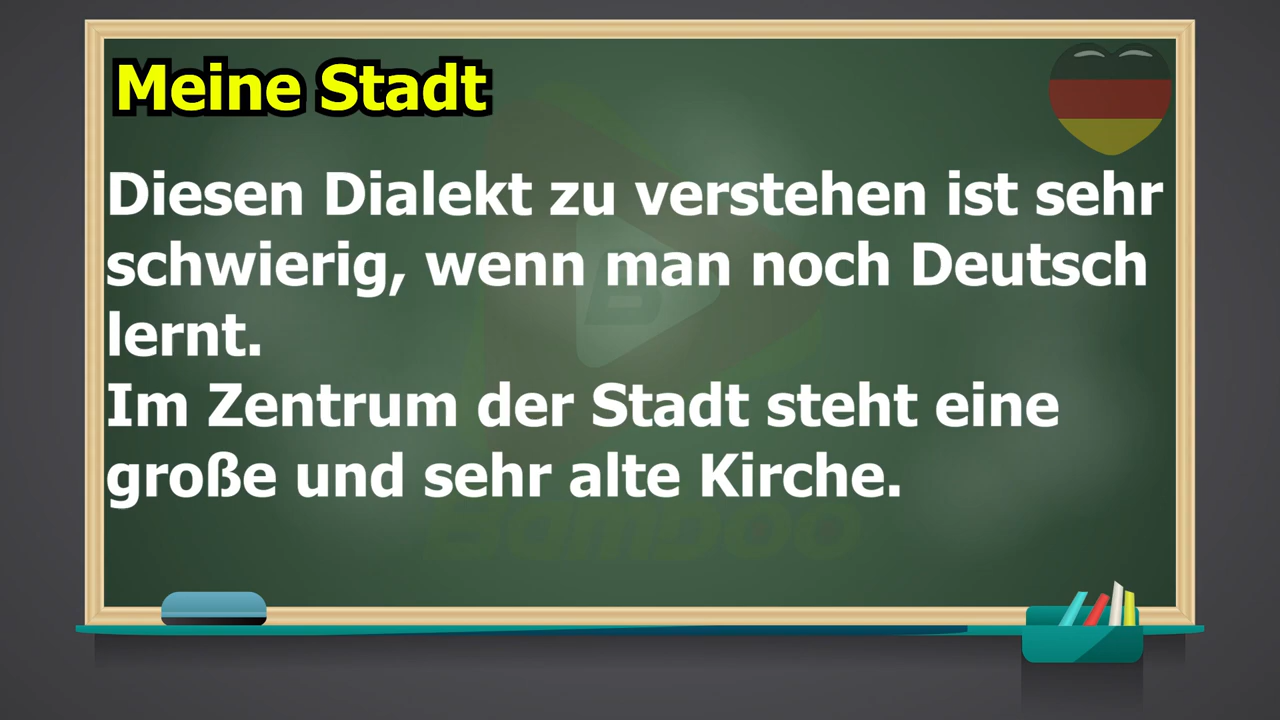 Meine Stadt
Diesen Dialekt zu verstehen ist sehr
schwierig, wenn man noch Deutsch
lernt.
Im Zentrum der Stadt steht eine
große und sehr alte Kirche.
B
Bamboo